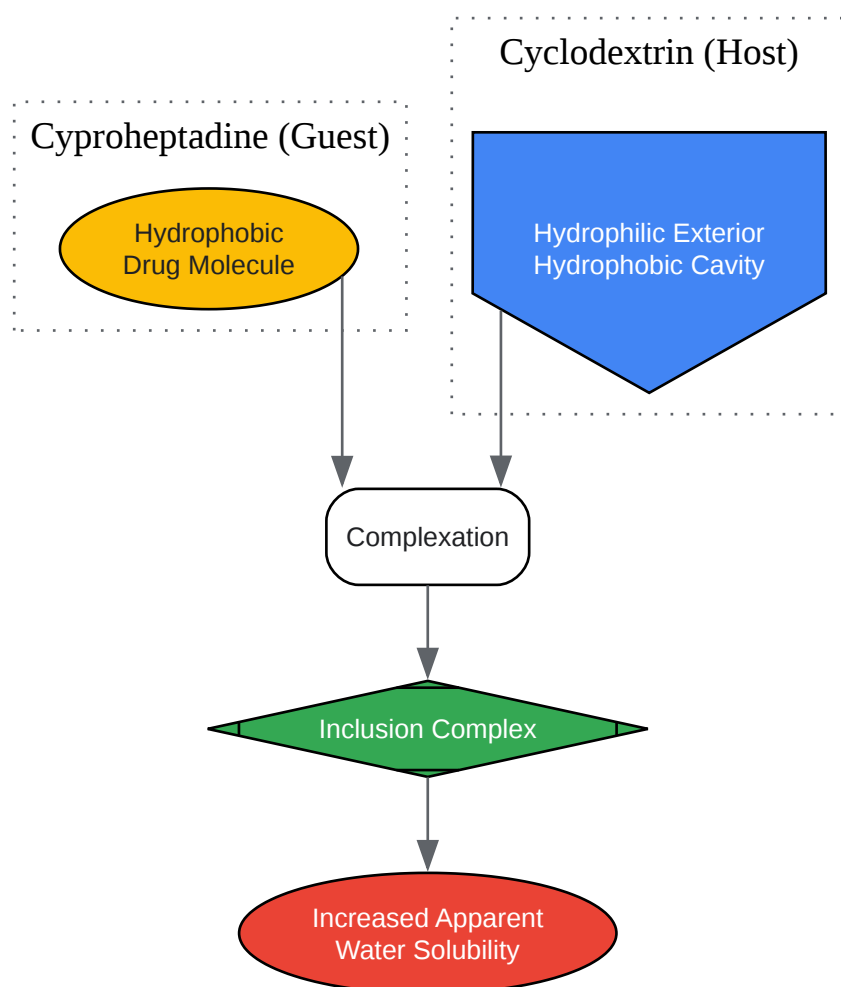 Cyclodextrin (Host)
Cyproheptadine (Guest)
Hydrophobic
Drug Molecule
Hydrophilic Exterior
Hydrophobic Cavity
Complexation
Inclusion Complex
Increased Apparent
Water Solubility